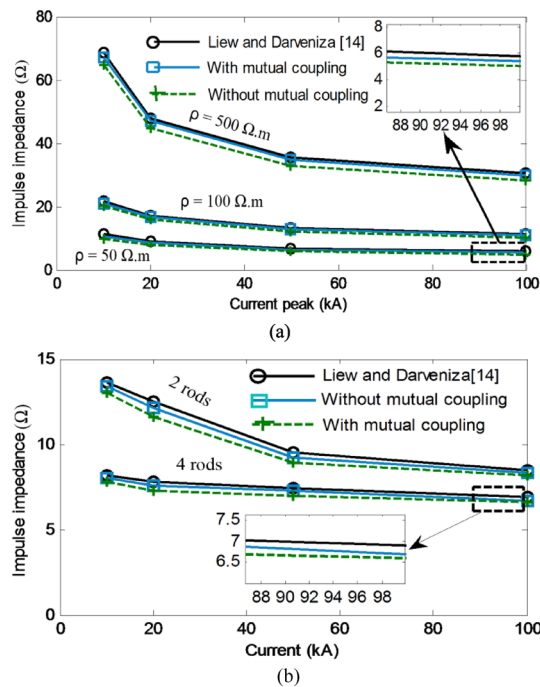 80
60
40
20
0
0
20
40
60
80
100
Impulse impedance (Ω)
Current peak (kA)
Liew and Darveniza [14]
With mutual coupling
Without mutual coupling
ρ = 500 Ω.m
ρ = 100 Ω.m
ρ = 50 Ω.m
8
6
4
2
88 90 92 94 96 98
(a)
15
10
5
0
0
20
40
60
80
100
Impulse impedance (Ω)
Current (kA)
Liew and Darveniza[14]
Without mutual coupling
With mutual coupling
2 rods
4 rods
7.5
7
6.5
88 90 92 94 96 98
(b)